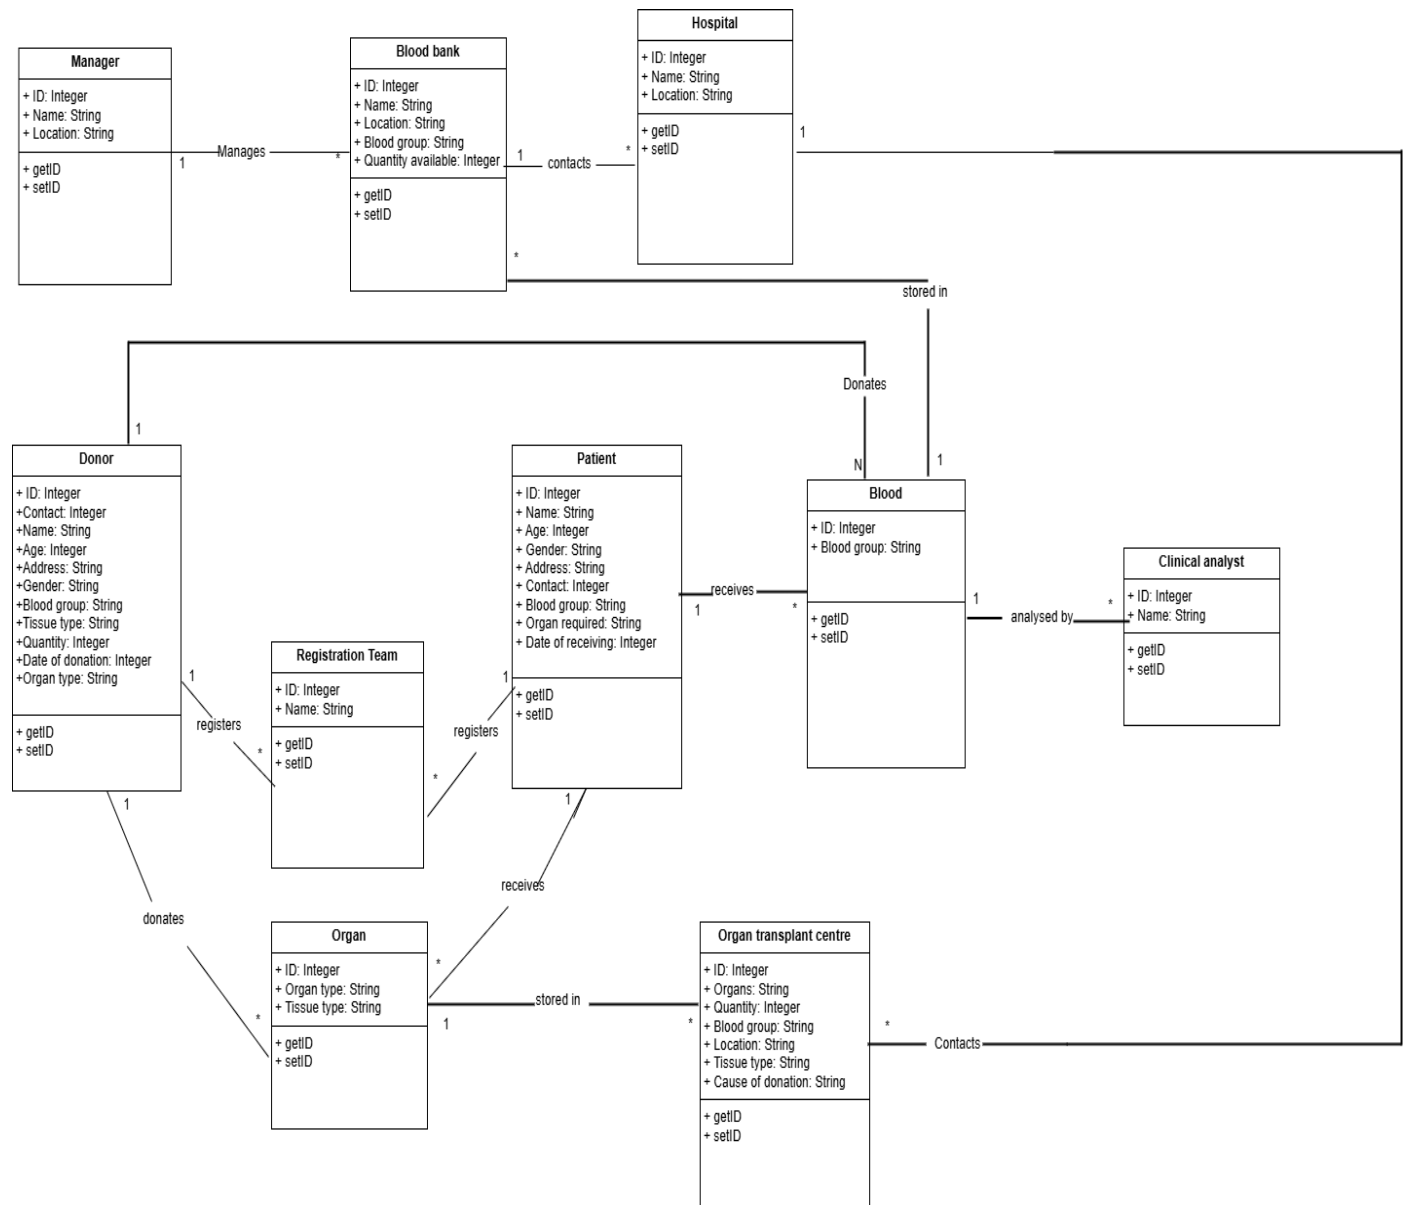 Manager
+ ID: Integer
+ Name: String
+ Location: String
+ getID
+ setID
1
Manages
*
Blood bank
+ ID: Integer
+ Name: String
+ Location: String
+ Blood group: String
+ Quantity available: Integer
+ getID
+ setID
1
contacts
*
Hospital
+ ID: Integer
+ Name: String
+ Location: String
+ getID
+ setID
1
*
stored in
1
Donates
N
1
Donor
+ ID: Integer
+Contact: Integer
+Name: String
+Age: Integer
+Address: String
+Gender: String
+Blood group: String
+Tissue type: String
+Quantity: Integer
+Date of donation: Integer
+Organ type: String
+ getID
+ setID
1
registers
*
Registration Team
+ ID: Integer
+ Name: String
+ getID
+ setID
*
registers
1
Patient
+ ID: Integer
+ Name: String
+ Age: Integer
+ Gender: String
+ Address: String
+ Contact: Integer
+ Blood group: String
+ Organ required: String
+ Date of receiving: Integer
+ getID
+ setID
1
receives
*
Blood
+ ID: Integer
+ Blood group: String
+ getID
+ setID
1
analysed by
*
Clinical analyst
+ ID: Integer
+ Name: String
+ getID
+ setID
1
donates
*
1
receives
*
Organ
+ ID: Integer
+ Organ type: String
+ Tissue type: String
+ getID
+ setID
1
stored in
*
Organ transplant centre
+ ID: Integer
+ Organs: String
+ Quantity: Integer
+ Blood group: String
+ Location: String
+ Tissue type: String
+ Cause of donation: String
+ getID
+ setID
*
Contacts